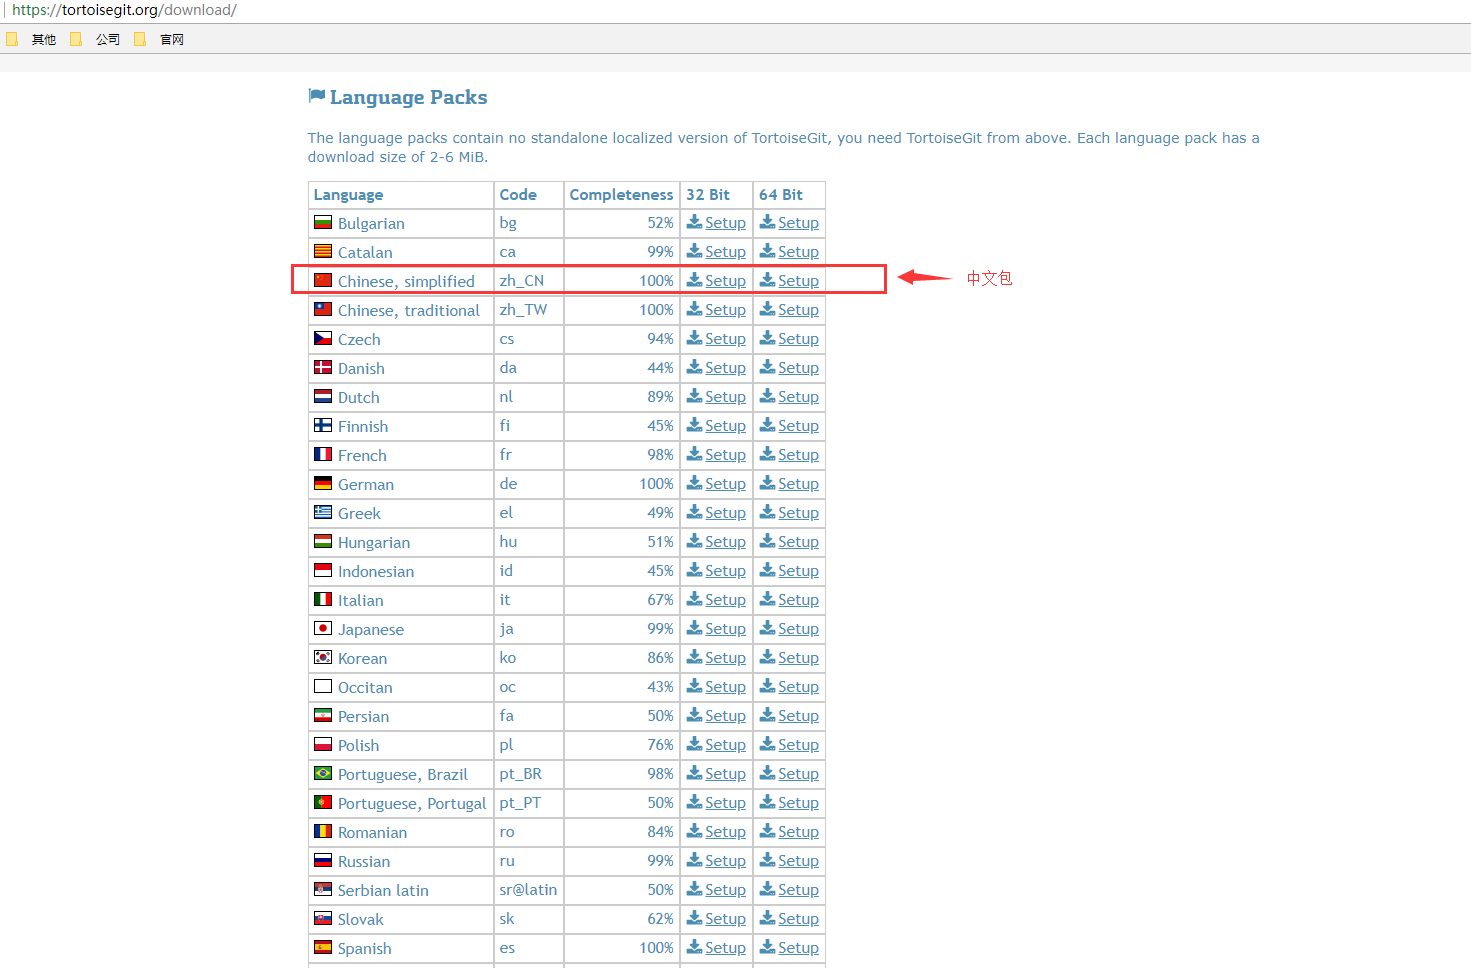 https://tortoisegit.org/download/
其他 公司 官网
Language Packs
The language packs contain no standalone localized version of TortoiseGit, you need TortoiseGit from above. Each language pack has a
download size of 2-6 MiB.
Language Code Completeness 32 Bit 64 Bit
Bulgarian bg 52% Setup Setup
Catalan ca 99% Setup Setup
Chinese, simplified zh_CN 100% Setup Setup 中文包
Chinese, traditional zh_TW 100% Setup Setup
Czech cs 94% Setup Setup
Danish da 44% Setup Setup
Dutch nl 89% Setup Setup
Finnish fi 45% Setup Setup
French fr 98% Setup Setup
German de 100% Setup Setup
Greek el 49% Setup Setup
Hungarian hu 51% Setup Setup
Indonesian id 45% Setup Setup
Italian it 67% Setup Setup
Japanese ja 99% Setup Setup
Korean ko 86% Setup Setup
Occitan oc 43% Setup Setup
Persian fa 50% Setup Setup
Polish pl 76% Setup Setup
Portuguese, Brazil pt_BR 98% Setup Setup
Portuguese, Portugal pt_PT 50% Setup Setup
Romanian ro 84% Setup Setup
Russian ru 99% Setup Setup
Serbian latin sr@latin 50% Setup Setup
Slovak sk 62% Setup Setup
Spanish es 100% Setup Setup